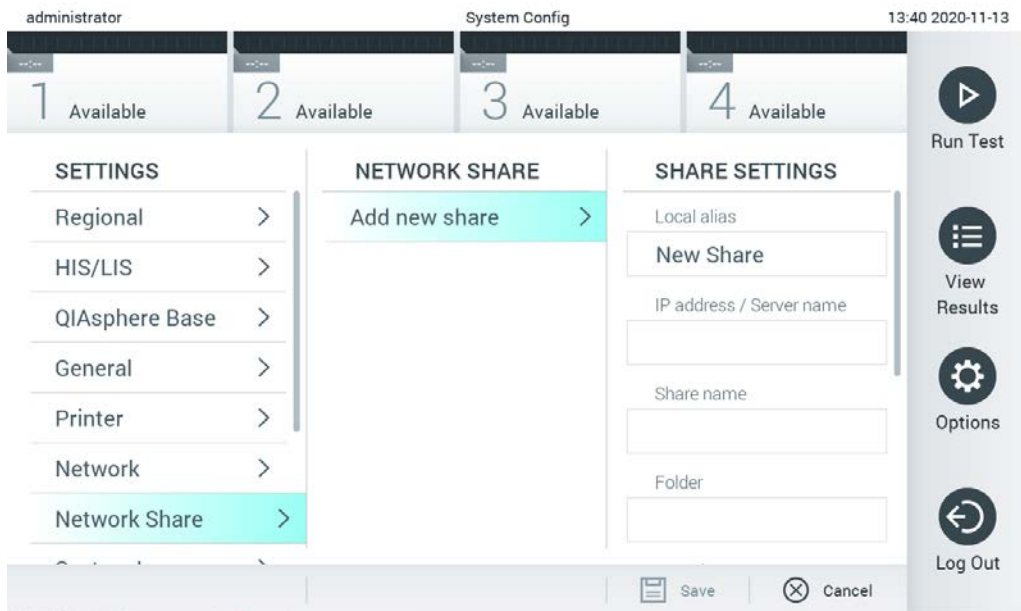 administrator
System Config
13:40 2020-11-13
--:--
1 Available
--:--
2 Available
--:--
3 Available
--:--
4 Available
Run Test
View
Results
Options
Log Out
SETTINGS
Regional
HIS/LIS
QIAsphere Base
General
Printer
Network
Network Share
NETWORK SHARE
Add new share
SHARE SETTINGS
Local alias
New Share
IP address / Server name
Share name
Folder
Save
Cancel